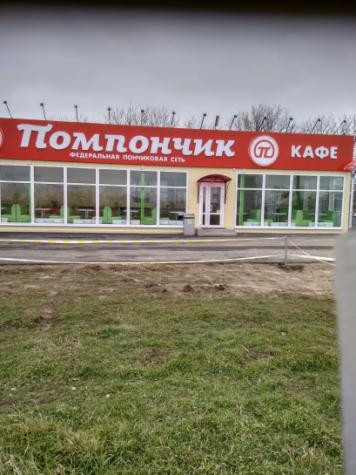 Помпончик
П
КАФЕ
ФЕДЕРАЛЬНАЯ ПОНЧИКОВАЯ СЕТЬ